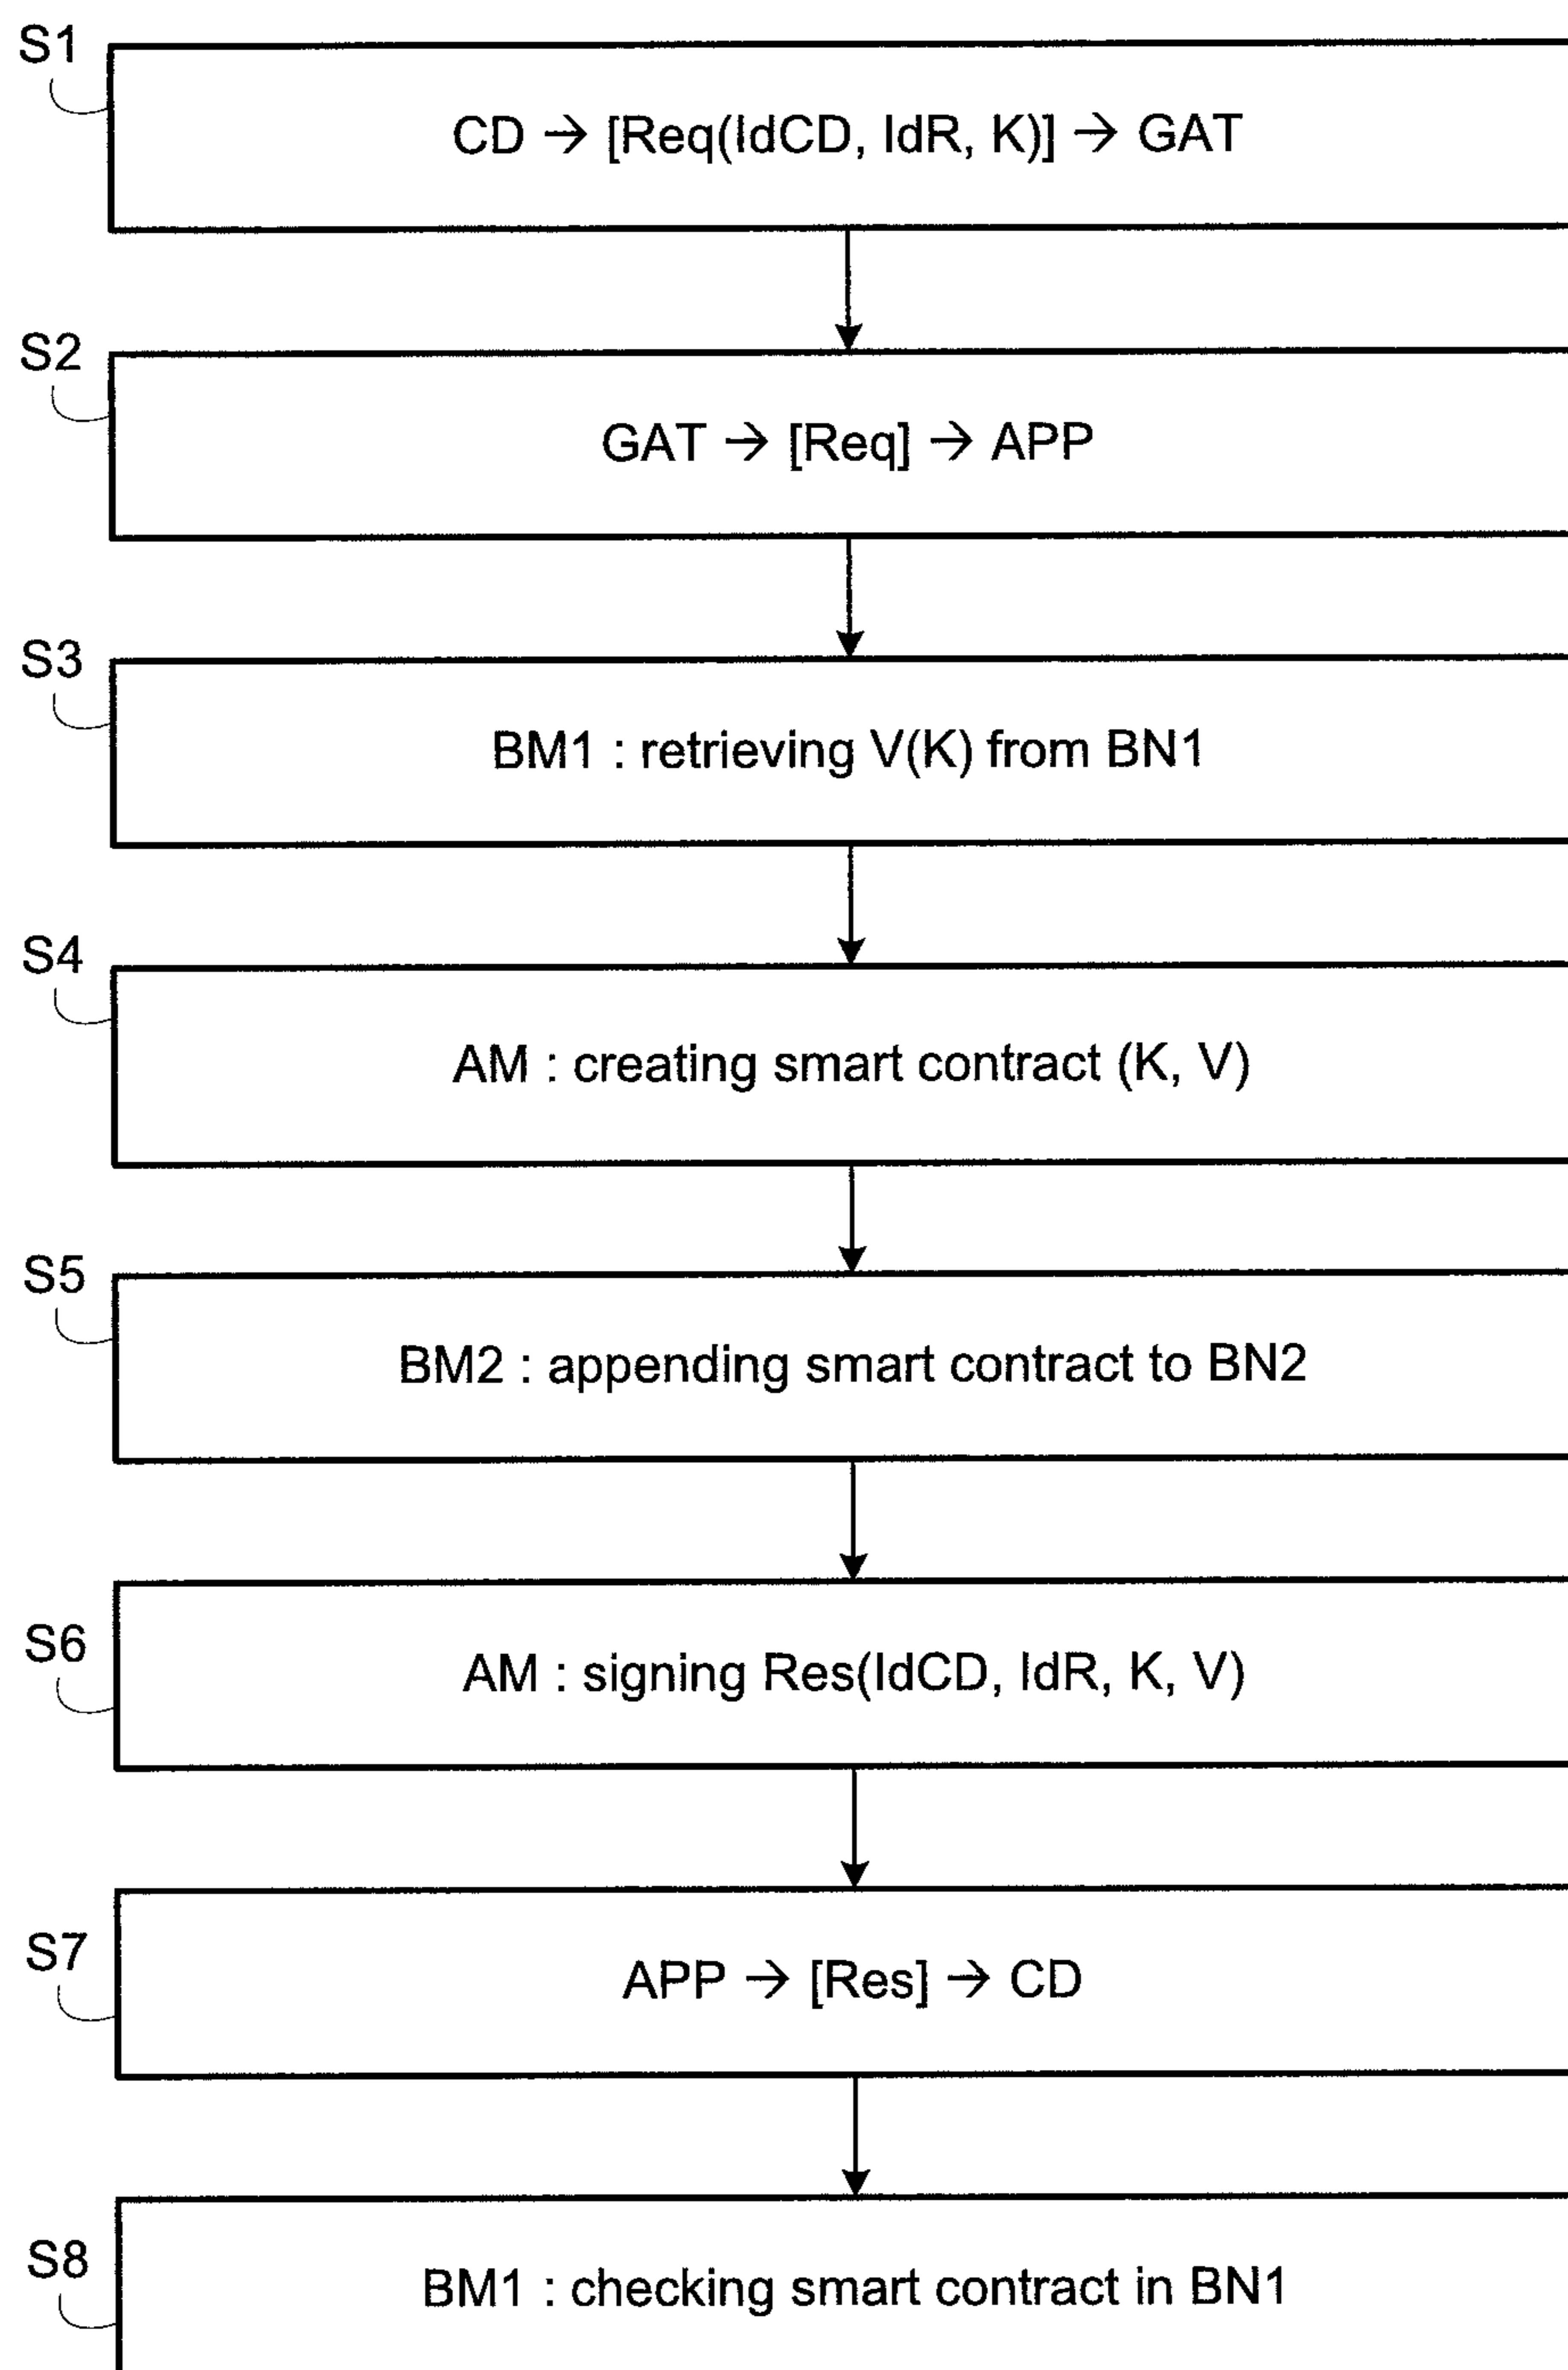 S1
CD → [Req(IdCD, IdR, K)] → GAT
S2
GAT → [Req] → APP
S3
BM1 : retrieving V(K) from BN1
S4
AM : creating smart contract (K, V)
S5
BM2 : appending smart contract to BN2
S6
AM : signing Res(IdCD, IdR, K, V)
S7
APP → [Res] → CD
S8
BM1 : checking smart contract in BN1